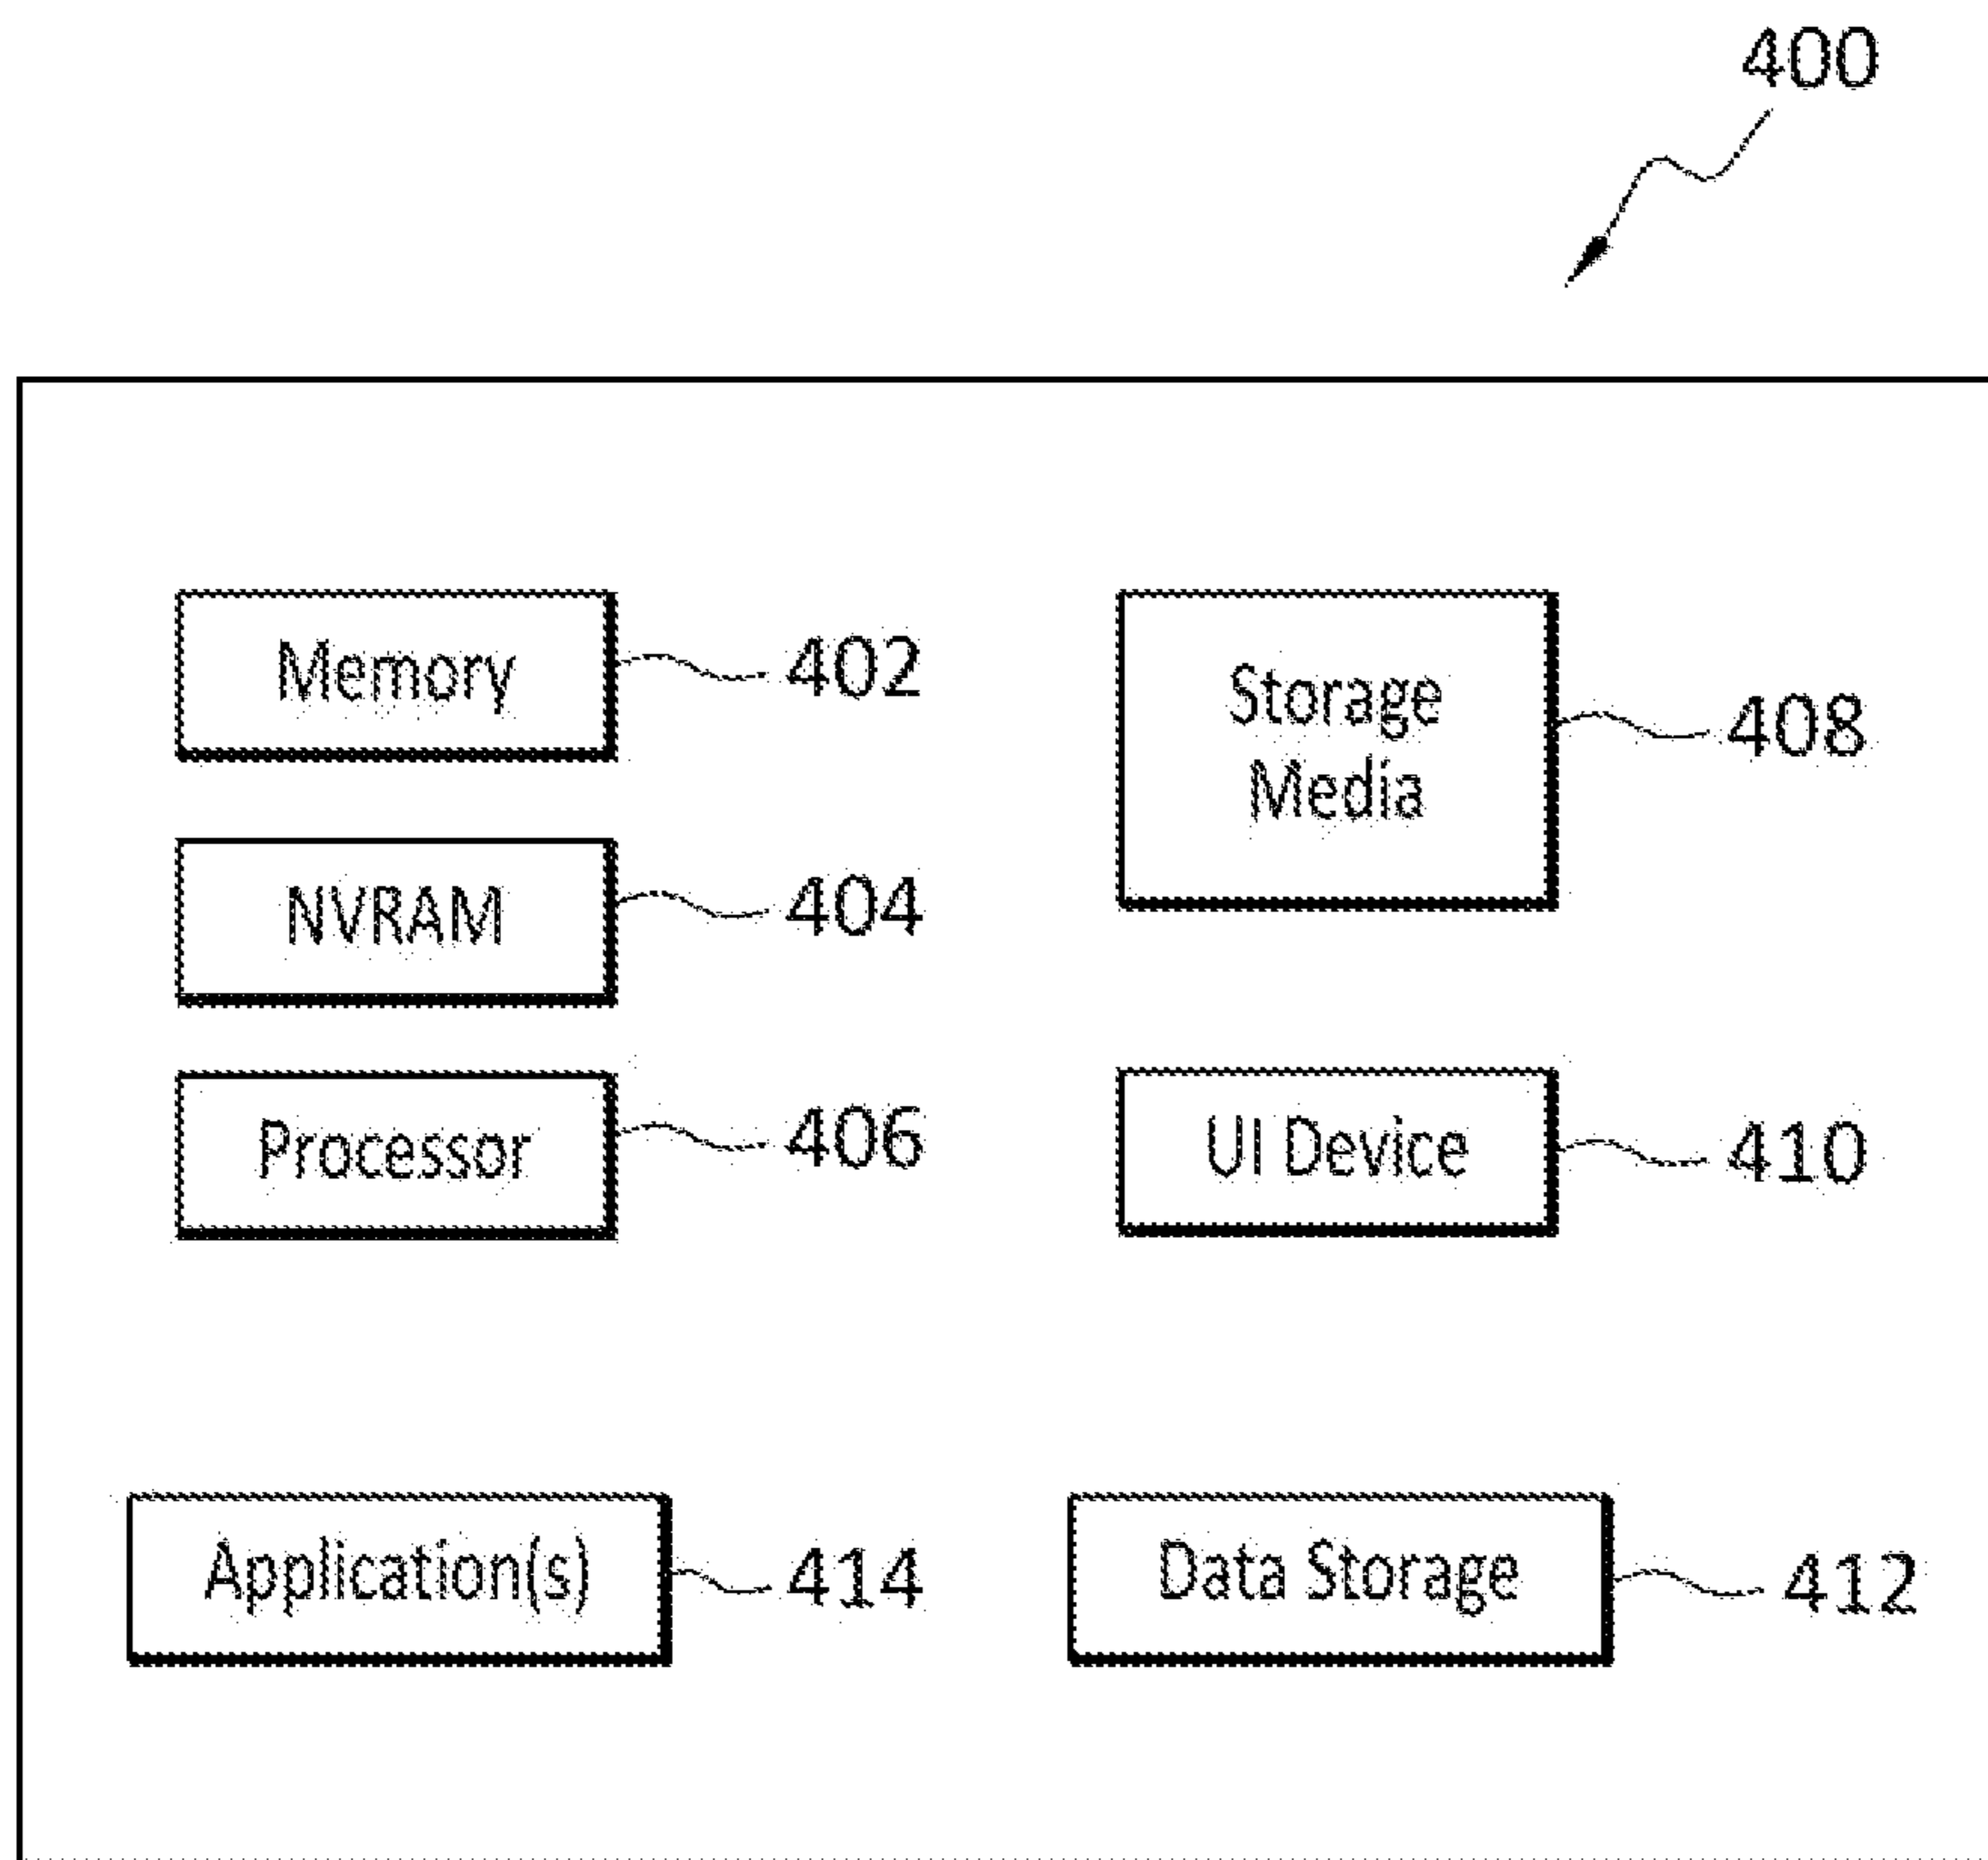 400
Memory
402
Storage
Media
408
NVRAM
404
Processor
406
UI Device
410
Application(s)
414
Data Storage
412